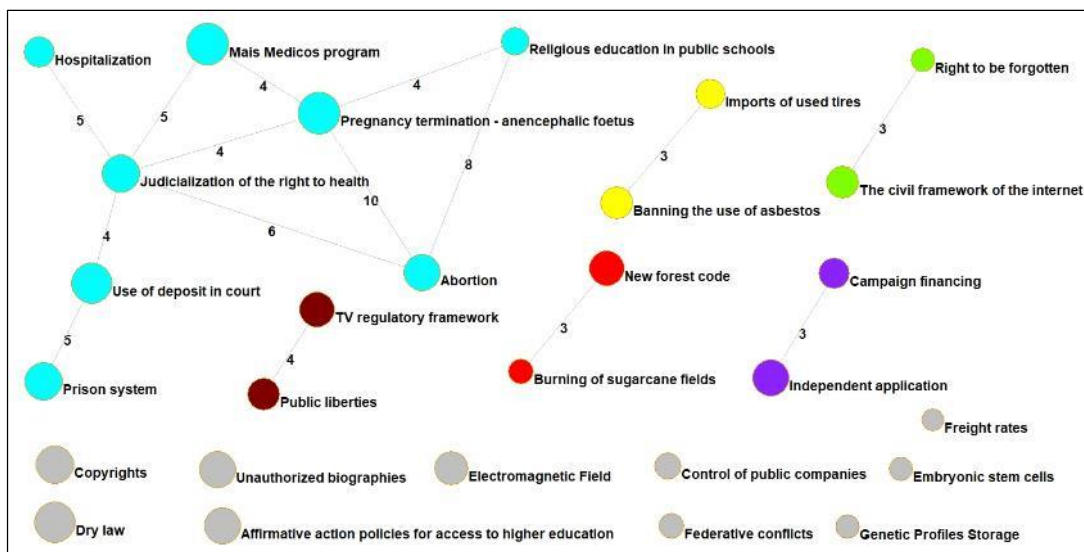 Hospitalization
Mais Medicos program
Religious education in public schools
Right to be forgotten
5
5
4
4
Imports of used tires
Pregnancy termination - anencephalic foetus
3
3
4
8
Judicialization of the right to health
The civil framework of the internet
10
Banning the use of asbestos
6
4
Abortion
New forest code
Campaign financing
Use of deposit in court
TV regulatory framework
3
3
5
4
Prison system
Public liberties
Burning of sugarcane fields
Independent application
Freight rates
Copyrights
Unauthorized biographies
Electromagnetic Field
Control of public companies
Embryonic stem cells
Dry law
Affirmative action policies for access to higher education
Federative conflicts
Genetic Profiles Storage